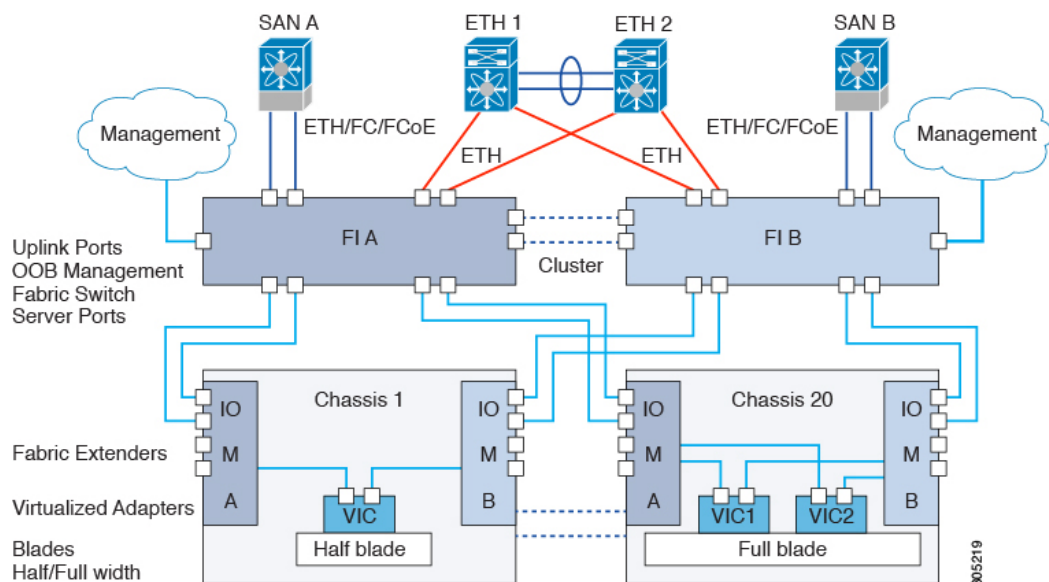 SAN A
ETH 1
ETH 2
SAN B
Management
ETH/FC/FCoE
ETH
ETH
ETH/FC/FCoE
Management
FI A
FI B
Cluster
Uplink Ports
OOB Management
Fabric Switch
Server Ports
Chassis 1
Chassis 20
IO
M
A
IO
M
B
IO
M
A
IO
M
B
Fabric Extenders
Virtualized Adapters
VIC
VIC1
VIC2
Blades
Half/Full width
Half blade
Full blade